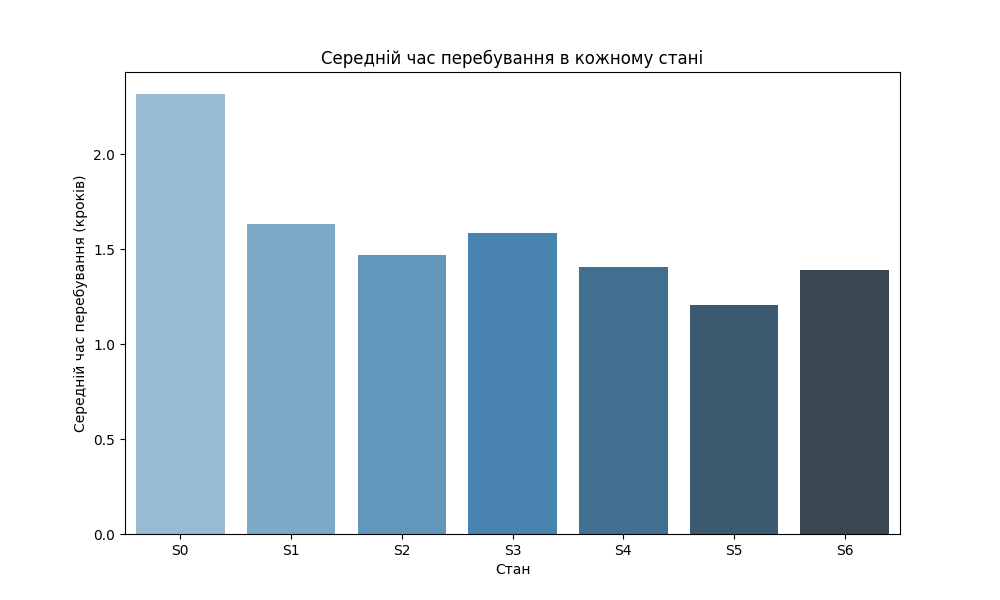 Середній час перебування в кожному стані
Середній час перебування (кроків)
2.0
1.5
1.0
0.5
0.0
S0 S1 S2 S3 S4 S5 S6
Стан